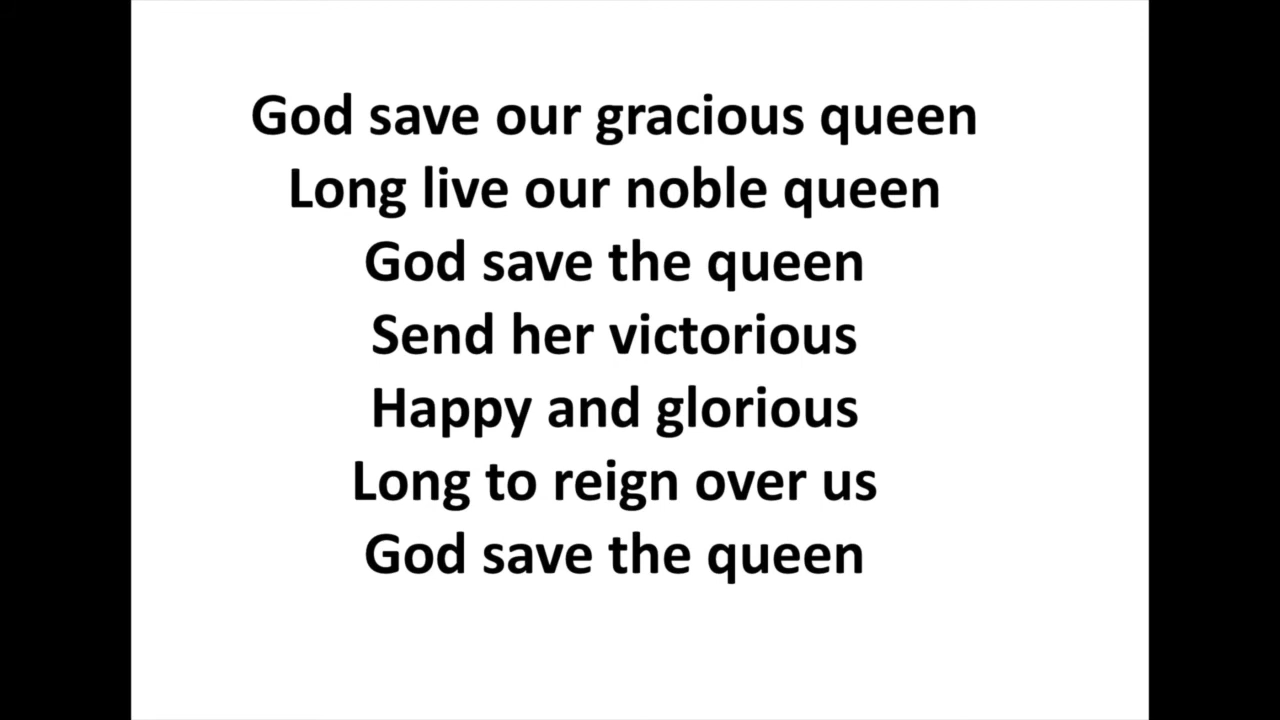 God save our gracious queen
Long live our noble queen
God save the queen
Send her victorious
Happy and glorious
Long to reign over us
God save the queen